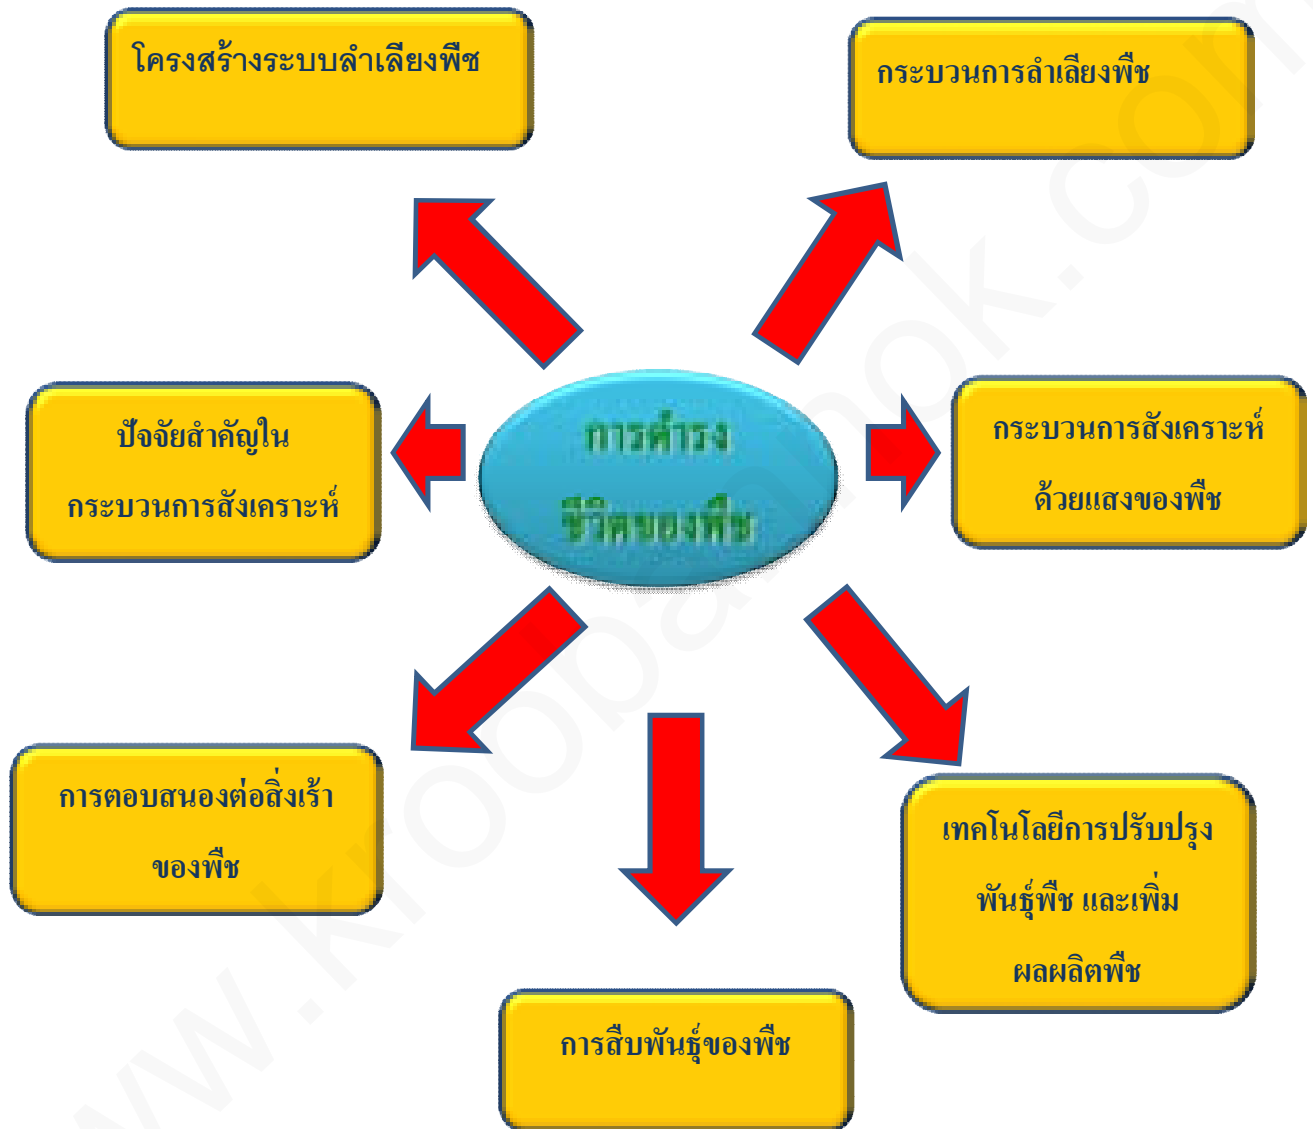 โครงสร้างระบบลำเลียงพืช
กระบวนการลำเลียงพืช
การดำรง
ชีวิตของพืช
ปัจจัยสำคัญใน
กระบวนการสังเคราะห์
กระบวนการสังเคราะห์
ด้วยแสงของพืช
การตอบสนองต่อสิ่งเร้า
ของพืช
เทคโนโลยีการปรับปรุง
พันธุ์พืช และเพิ่ม
ผลผลิตพืช
การสืบพันธุ์ของพืช
www.kroobannok.com